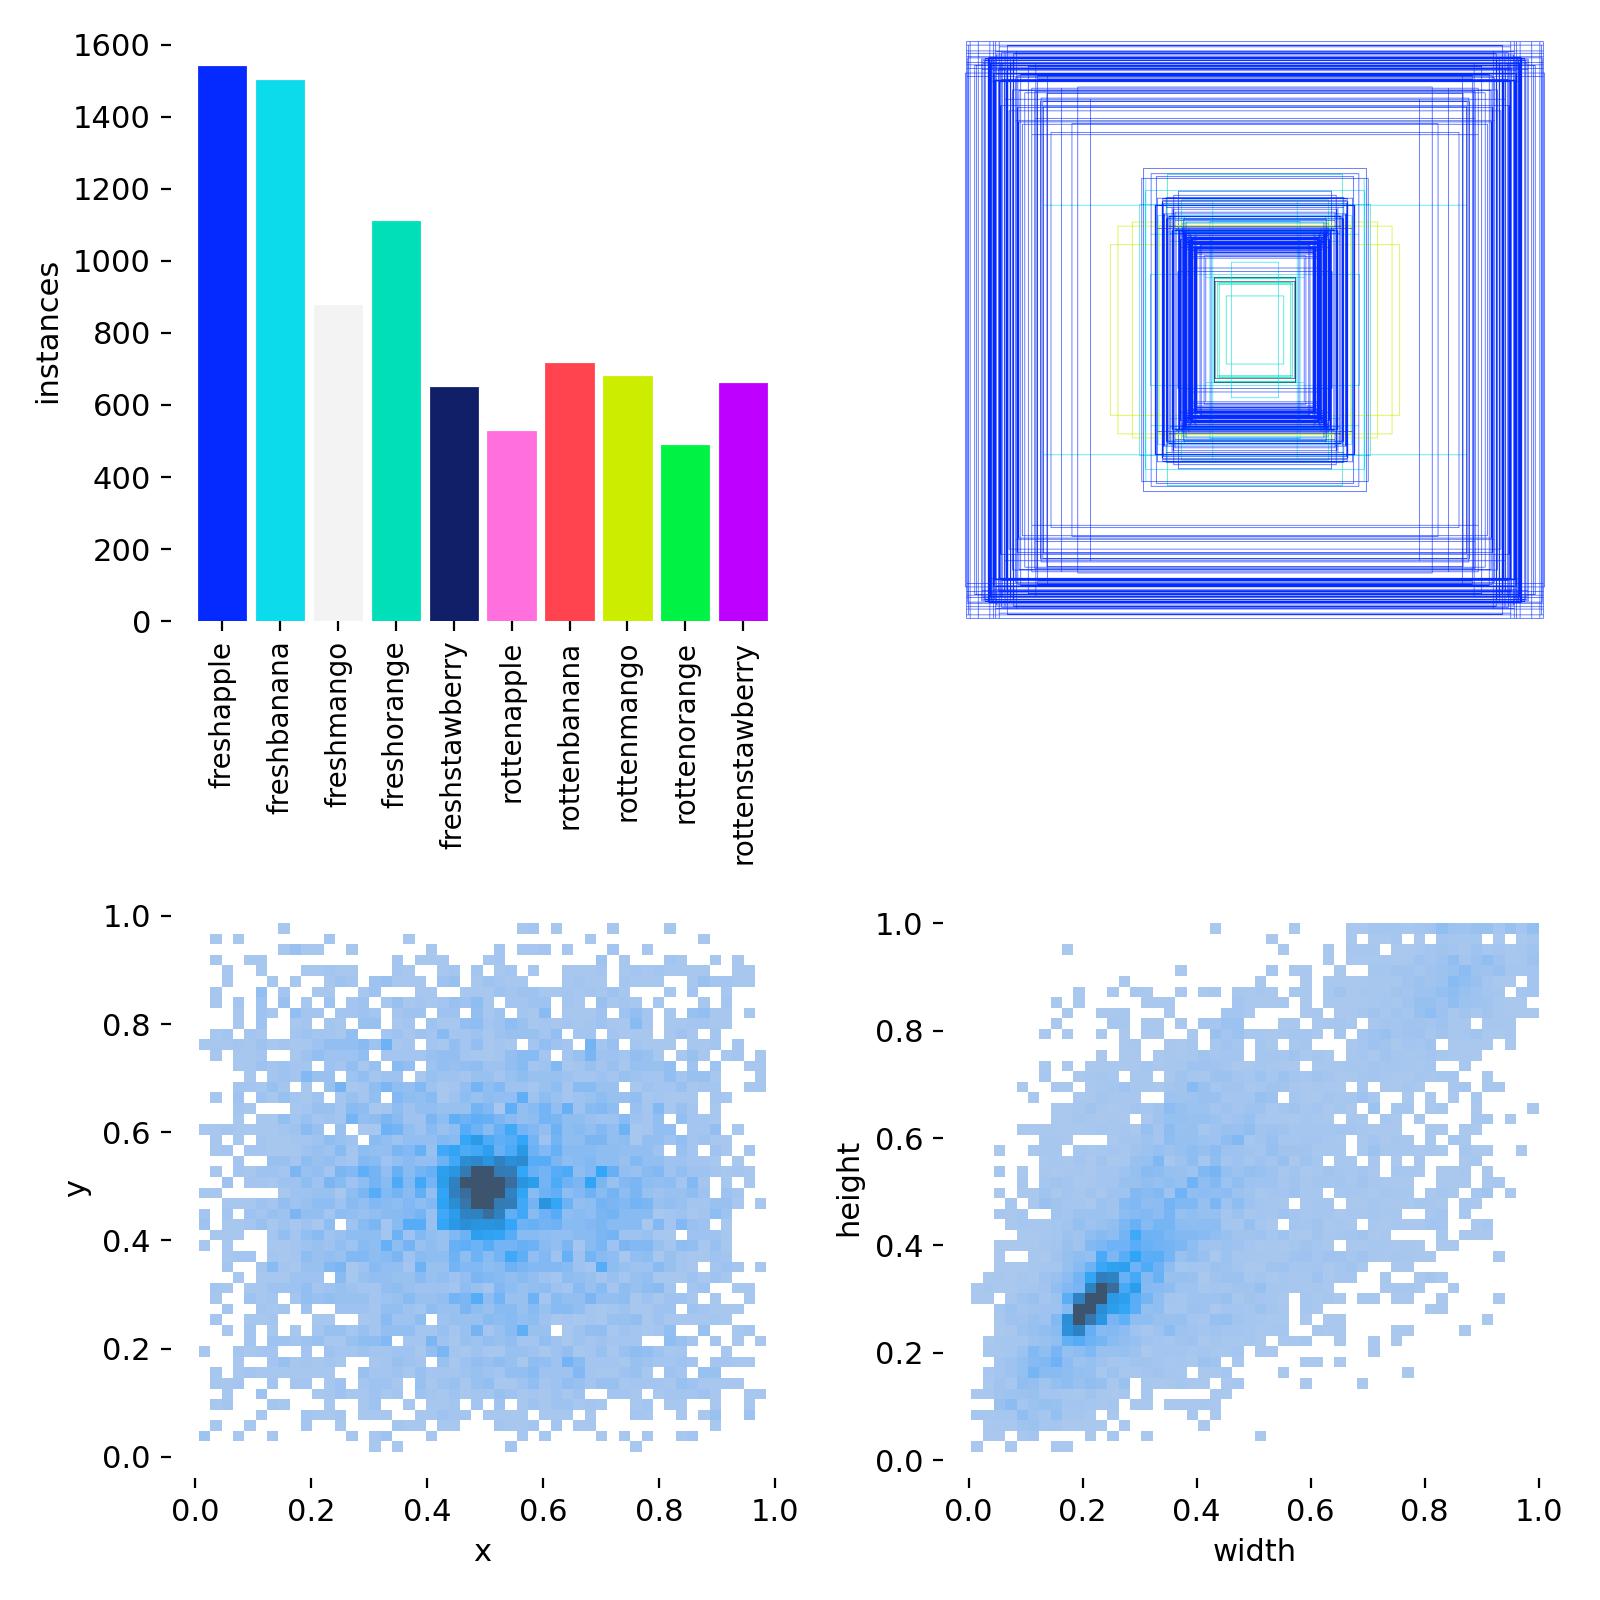 1600
1400
1200
1000
800
600
400
200
0
instances
freshapple
freshbanana
freshmango
freshorange
freshstawberry
rottenapple
rottenbanana
rottenmango
rottenorange
rottenstawberry
1.0
0.8
0.6
0.4
0.2
0.0
y
0.0 0.2 0.4 0.6 0.8 1.0
x
1.0
0.8
0.6
0.4
0.2
0.0
height
0.0 0.2 0.4 0.6 0.8 1.0
width